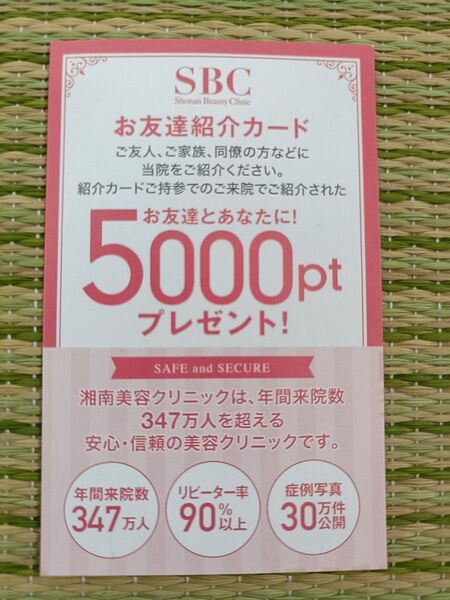 SBC
Shonan Beauty Clinic
お友達紹介カード
ご友人、ご家族、同僚の方などに
当院をご紹介ください。
紹介カードご持参でのご来院でご紹介された
お友達とあなたに!
5000pt
プレゼント!
SAFE and SECURE
湘南美容クリニックは、年間来院数
347万人を超える
安心・信頼の美容クリニックです。
年間来院数
347万人
リピーター率
90%以上
症例写真
30万件公開